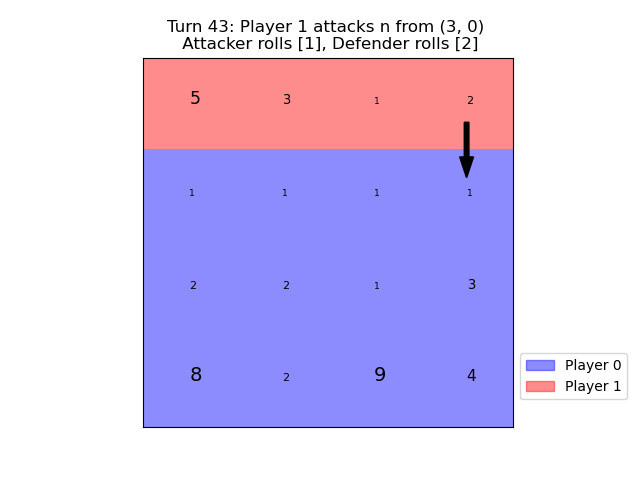 Turn 43: Player 1 attacks n from (3, 0)
Attacker rolls [1], Defender rolls [2]
5 3 1 2
1 1 1 1
2 2 1 3
8 2 9 4
Player 0
Player 1